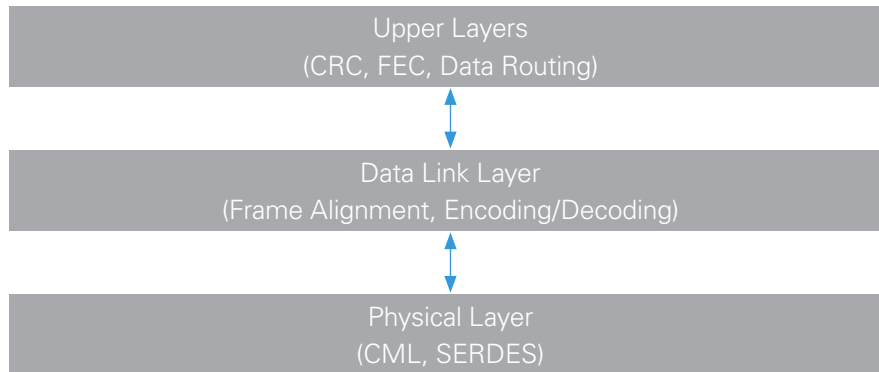 Upper Layers
(CRC, FEC, Data Routing)
Data Link Layer
(Frame Alignment, Encoding/Decoding)
Physical Layer
(CML, SERDES)